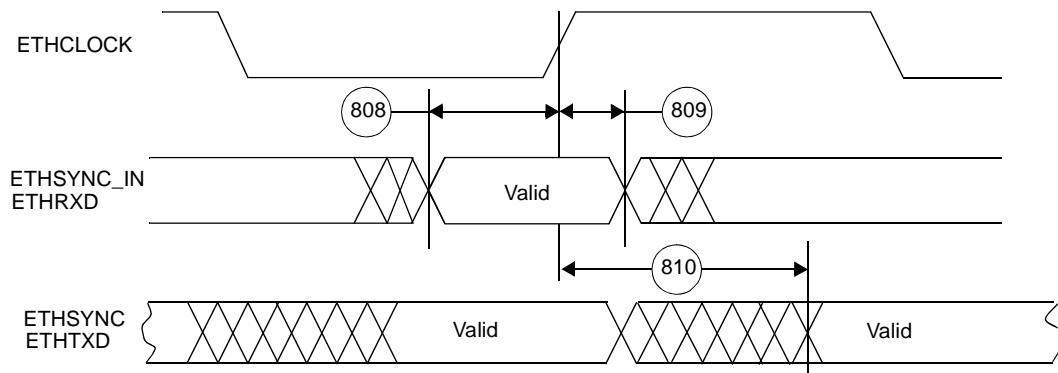 ETHCLOCK
808
809
ETHSYNC_IN
ETHRXD
Valid
810
ETHSYNC
ETHTXD
Valid
Valid